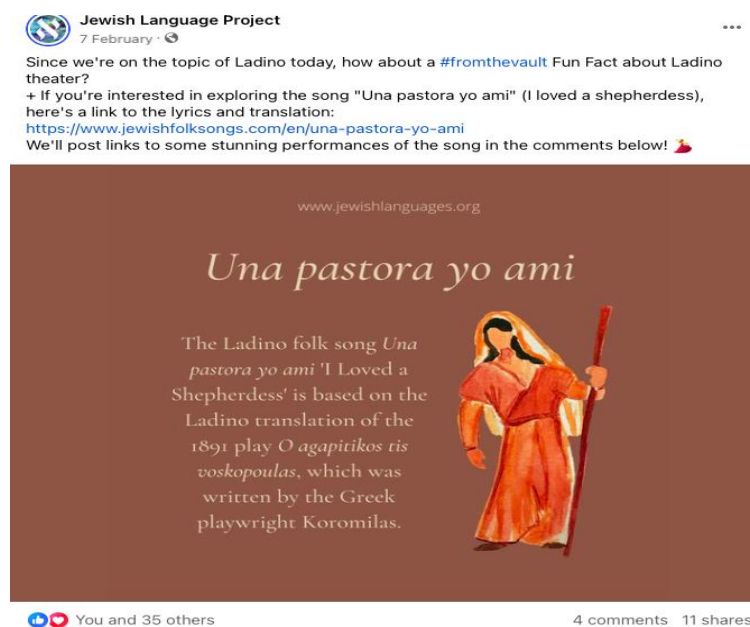 Jewish Language Project
7 February ·
Since we're on the topic of Ladino today, how about a #fromthevault Fun Fact about Ladino
theater?
+ If you're interested in exploring the song "Una pastora yo ami" (I loved a shepherdess),
here's a link to the lyrics and translation:
https://www.jewishfolksongs.com/en/una-pastora-yo-ami
We'll post links to some stunning performances of the song in the comments below! 💃
www.jewishlanguages.org
Una pastora yo ami
The Ladino folk song Una
pastora yo ami 'I Loved a
Shepherdess' is based on the
Ladino translation of the
1891 play O agapitikos tis
voskopoulas, which was
written by the Greek
playwright Koromilas.
You and 35 others
4 comments 11 shares